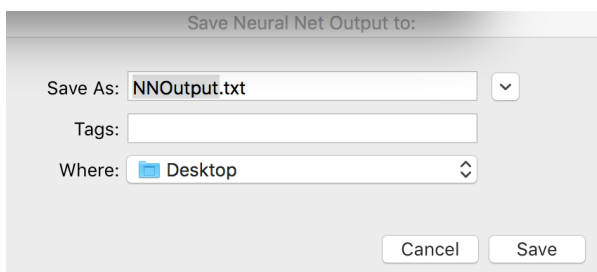 Save Neural Net Output to:
Save As: NNOutput.txt
Tags:
Where: Desktop
Cancel Save